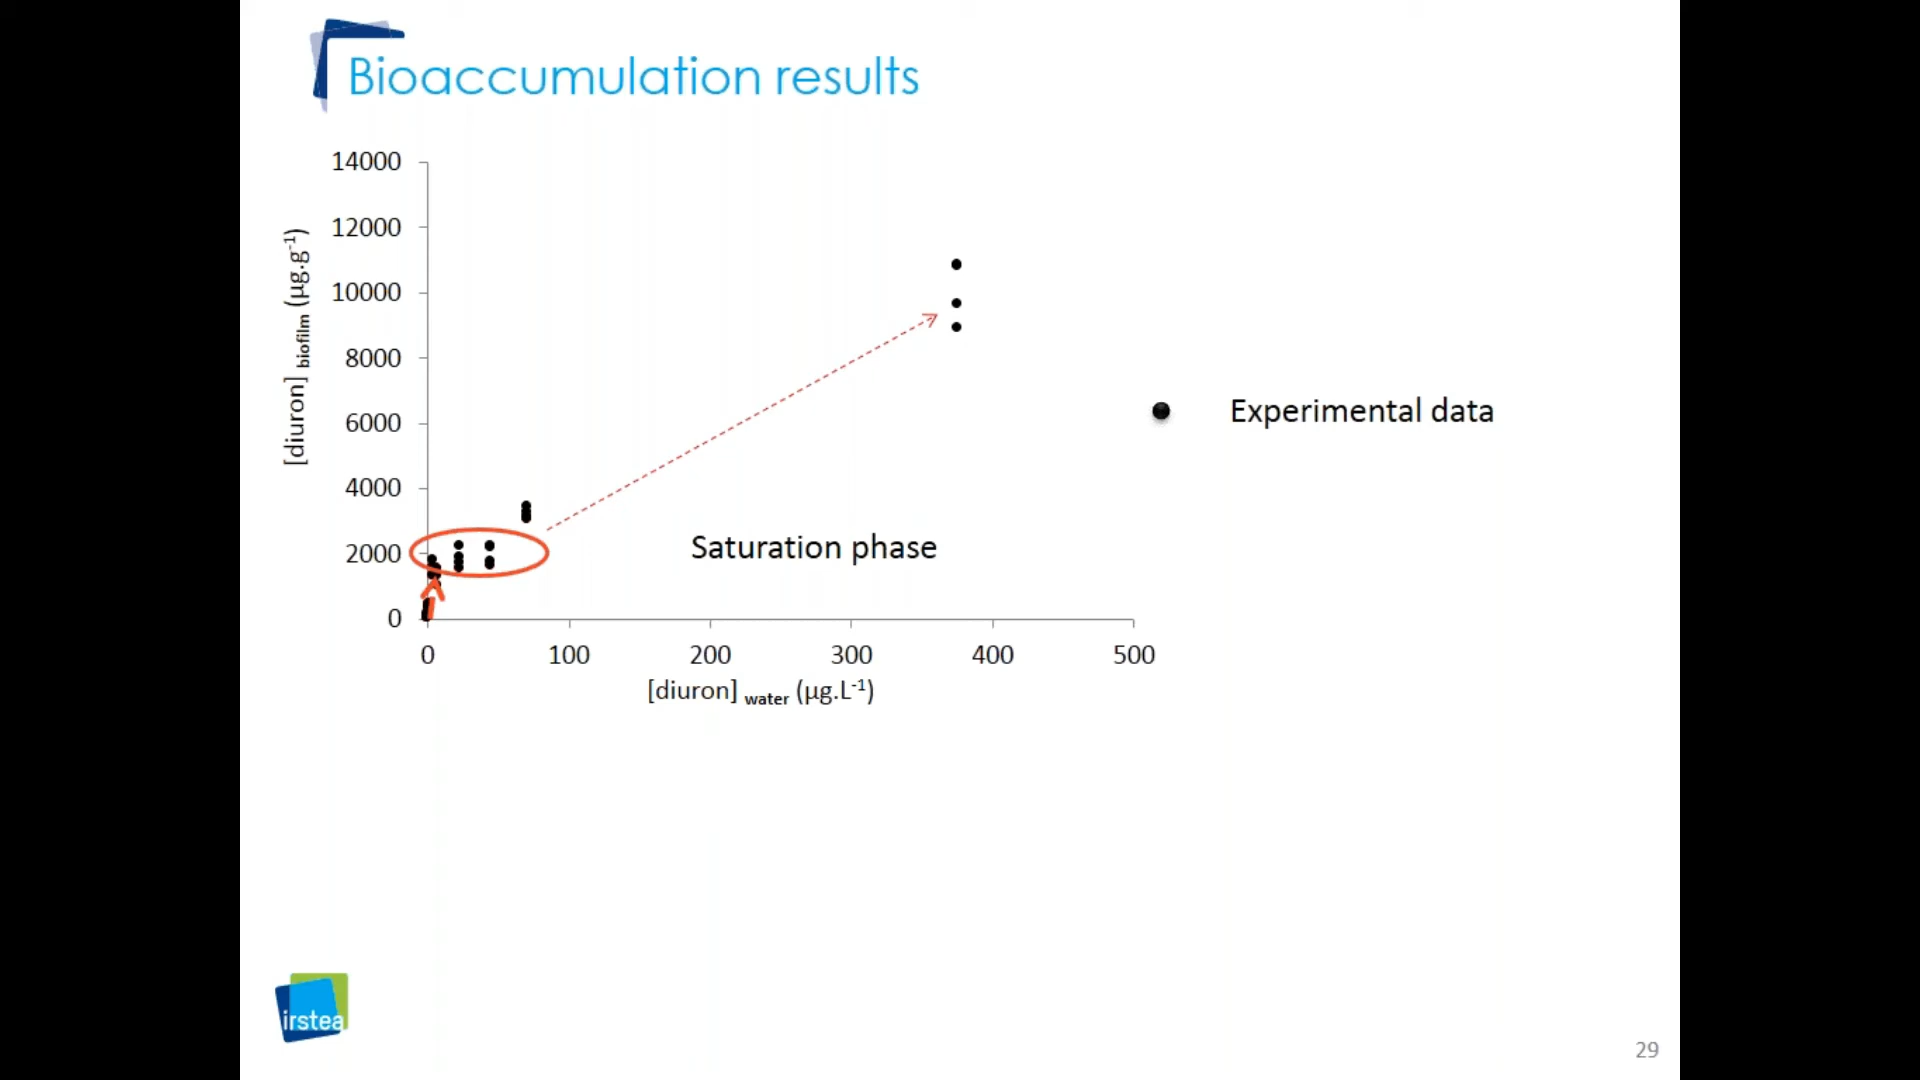 Bioaccumulation results
14000
12000
10000
8000
6000
4000
2000
0
[diuron] biofilm (µg.g-1)
0 100 200 300 400 500
[diuron] water (µg.L-1)
Saturation phase
Experimental data
irstea
29